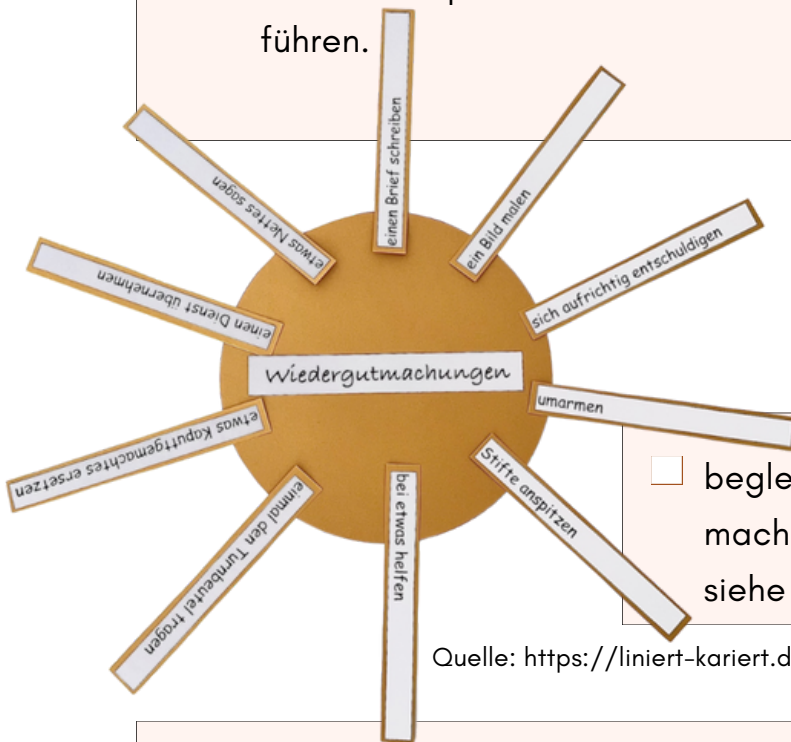 führen.
einen Brief schreiben
ein Bild malen
sich aufrichtig entschuldigen
umarmen
Stifte anspitzen
bei etwas helfen
einmal den Turnbeutel tragen
etwas Kaputtgemachtes ersetzen
einen Dienst übernehmen
etwas Nettes sagen
Wiedergutmachungen
begle
mach
siehe
Quelle: https://liniert-kariert.d